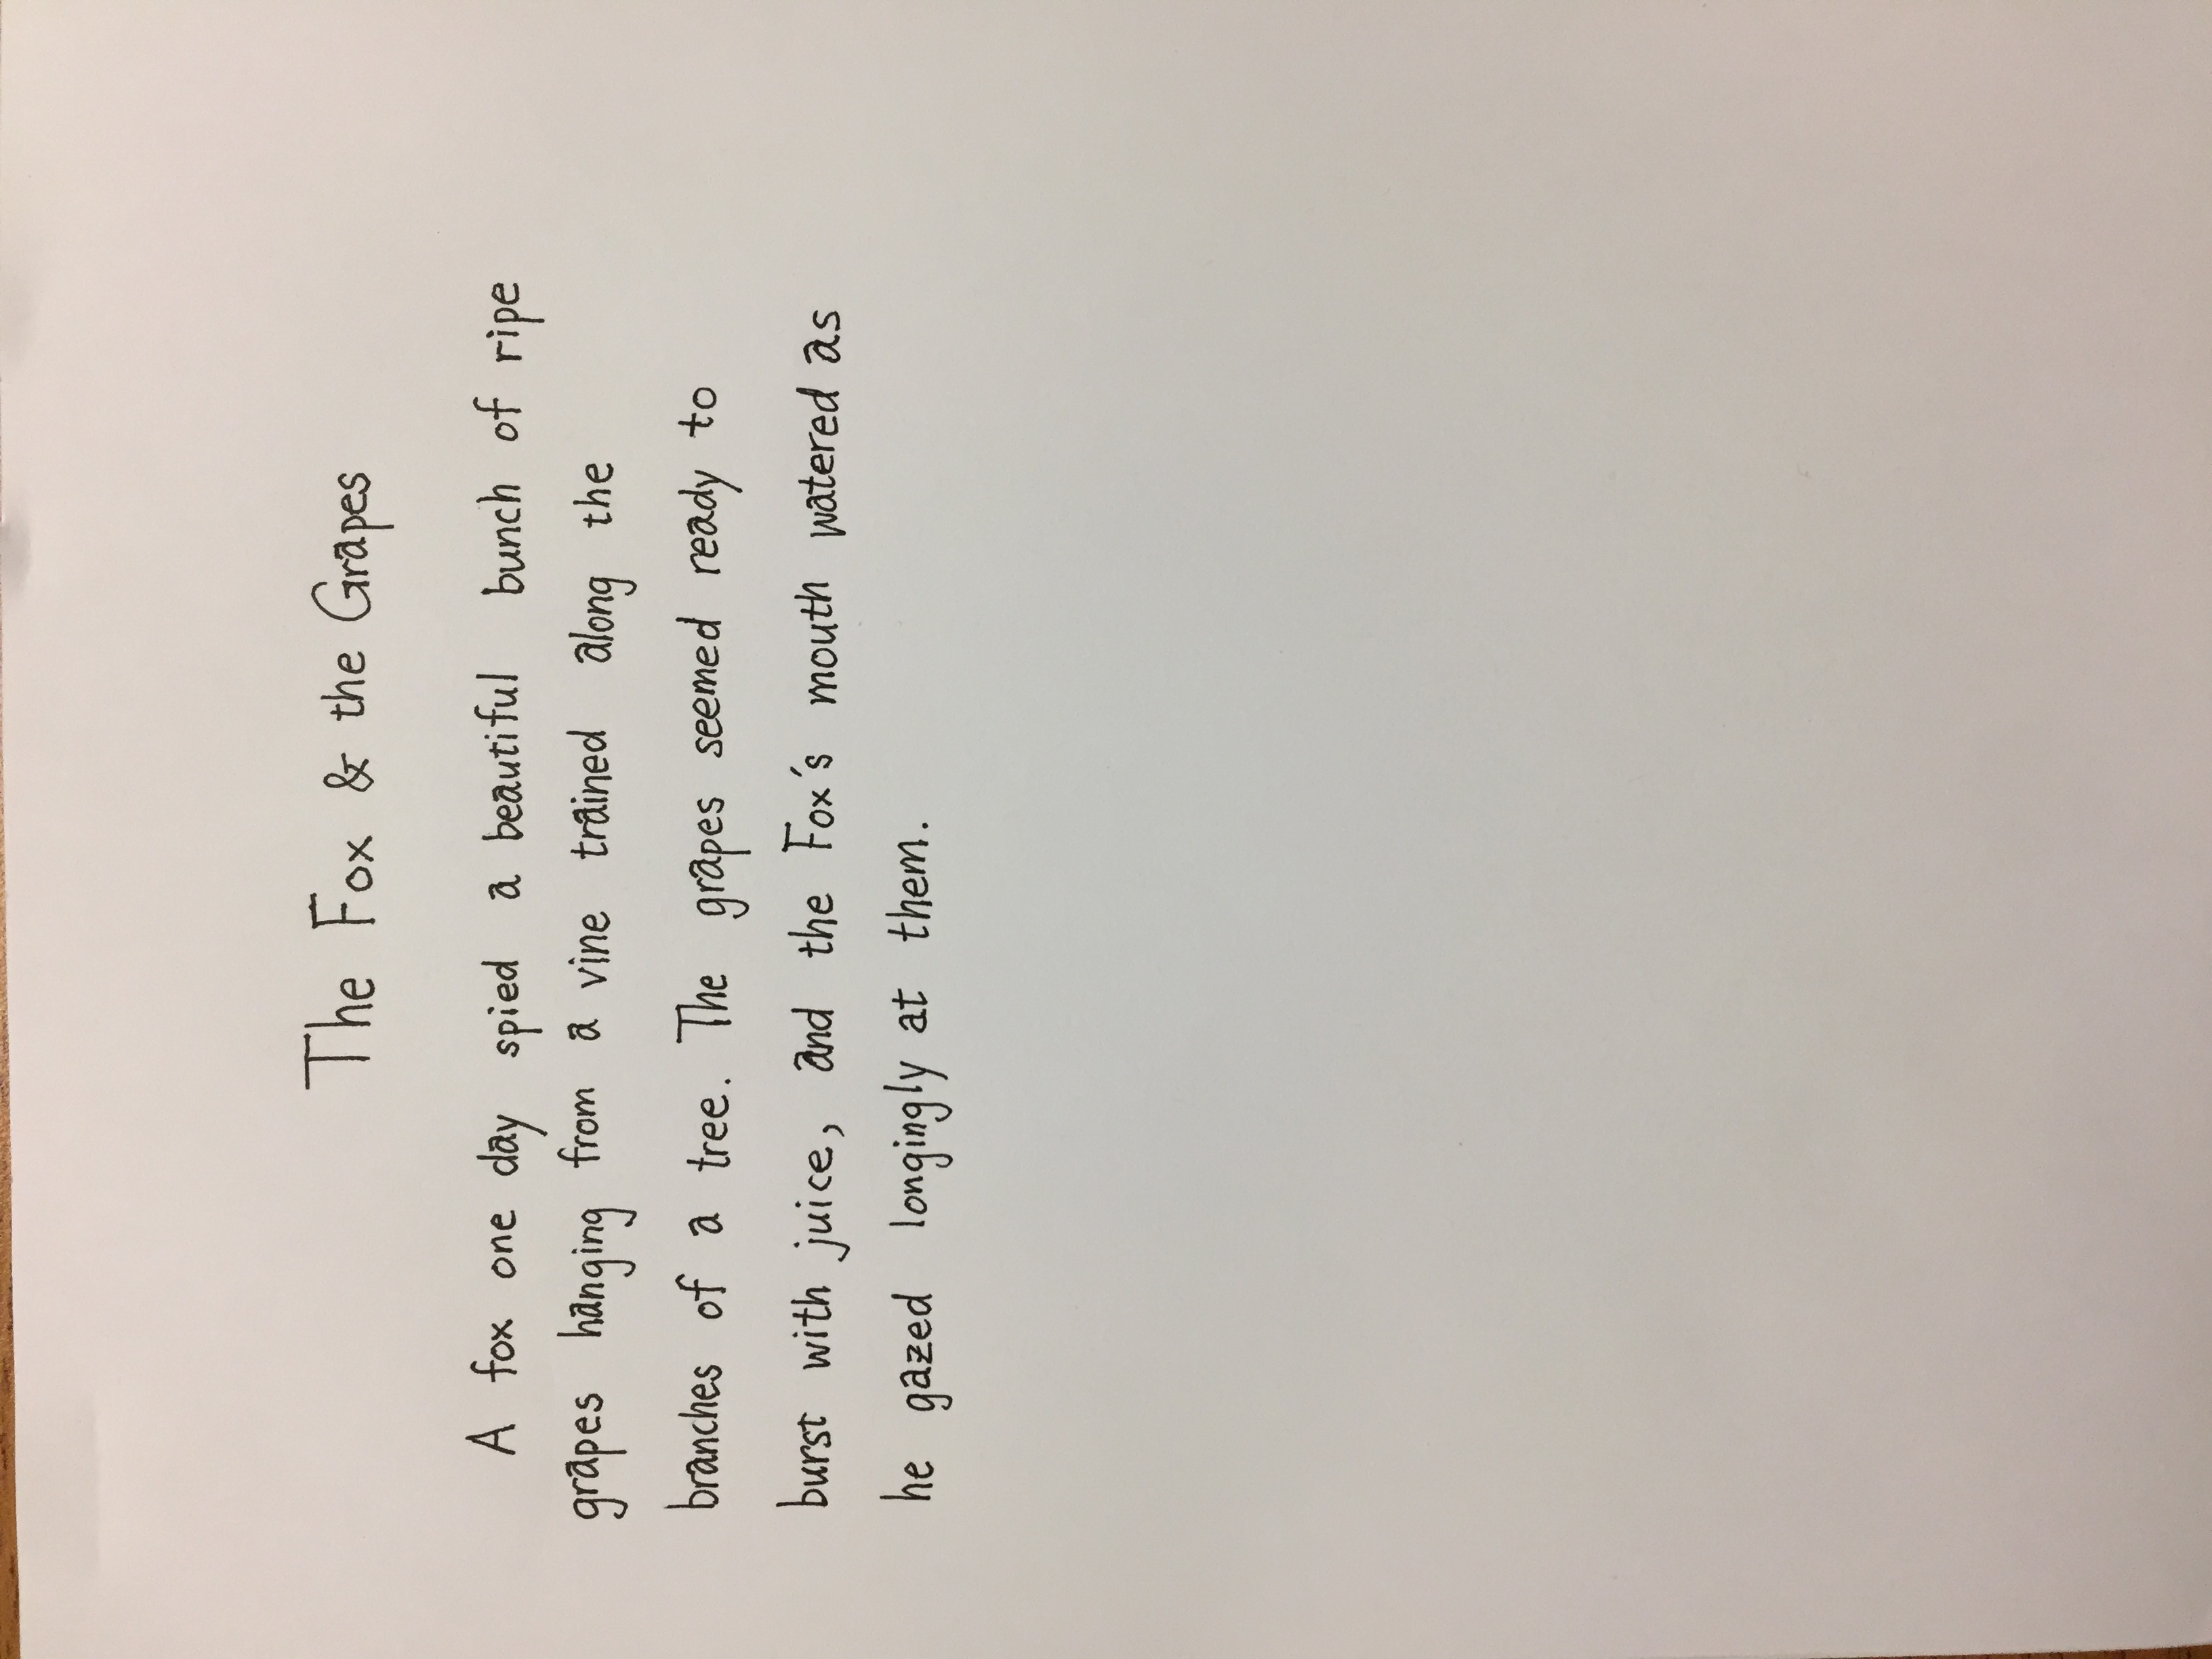 The Fox & the Grapes
A fox one day spied a beautiful bunch of ripe
grapes hanging from a vine trained along the
branches of a tree. The grapes seemed ready to
burst with juice, and the Fox's mouth watered as
he gazed longingly at them.